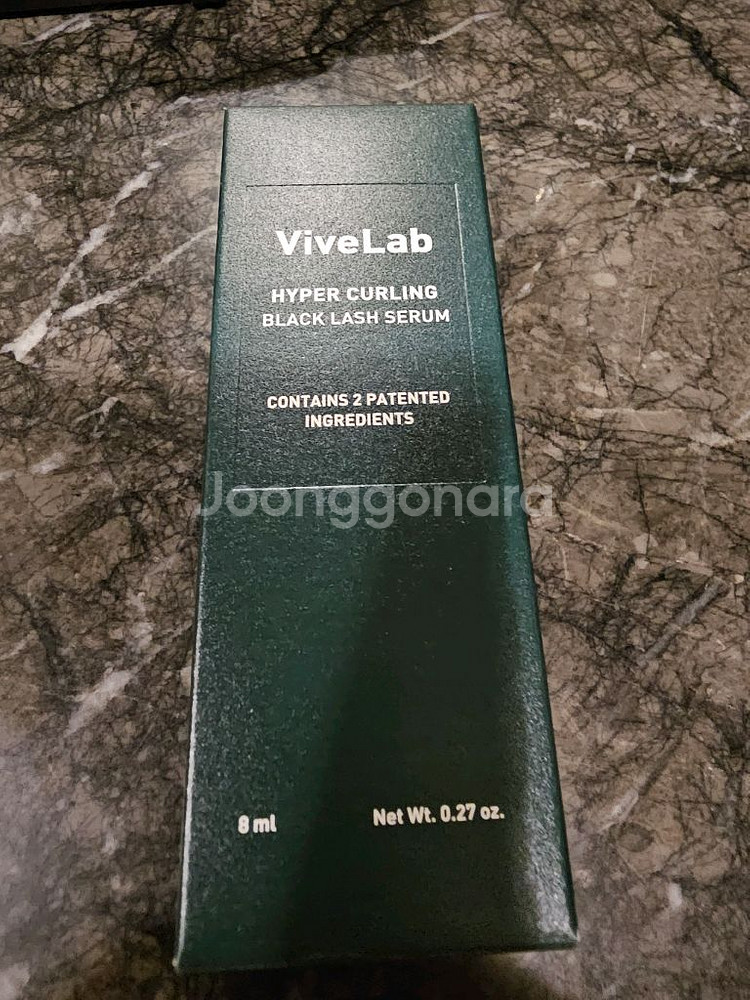 ViveLab
HYPER CURLING
BLACK LASH SERUM
CONTAINS 2 PATENTED
INGREDIENTS
Joonggonara
8 ml
Net Wt. 0.27 oz.